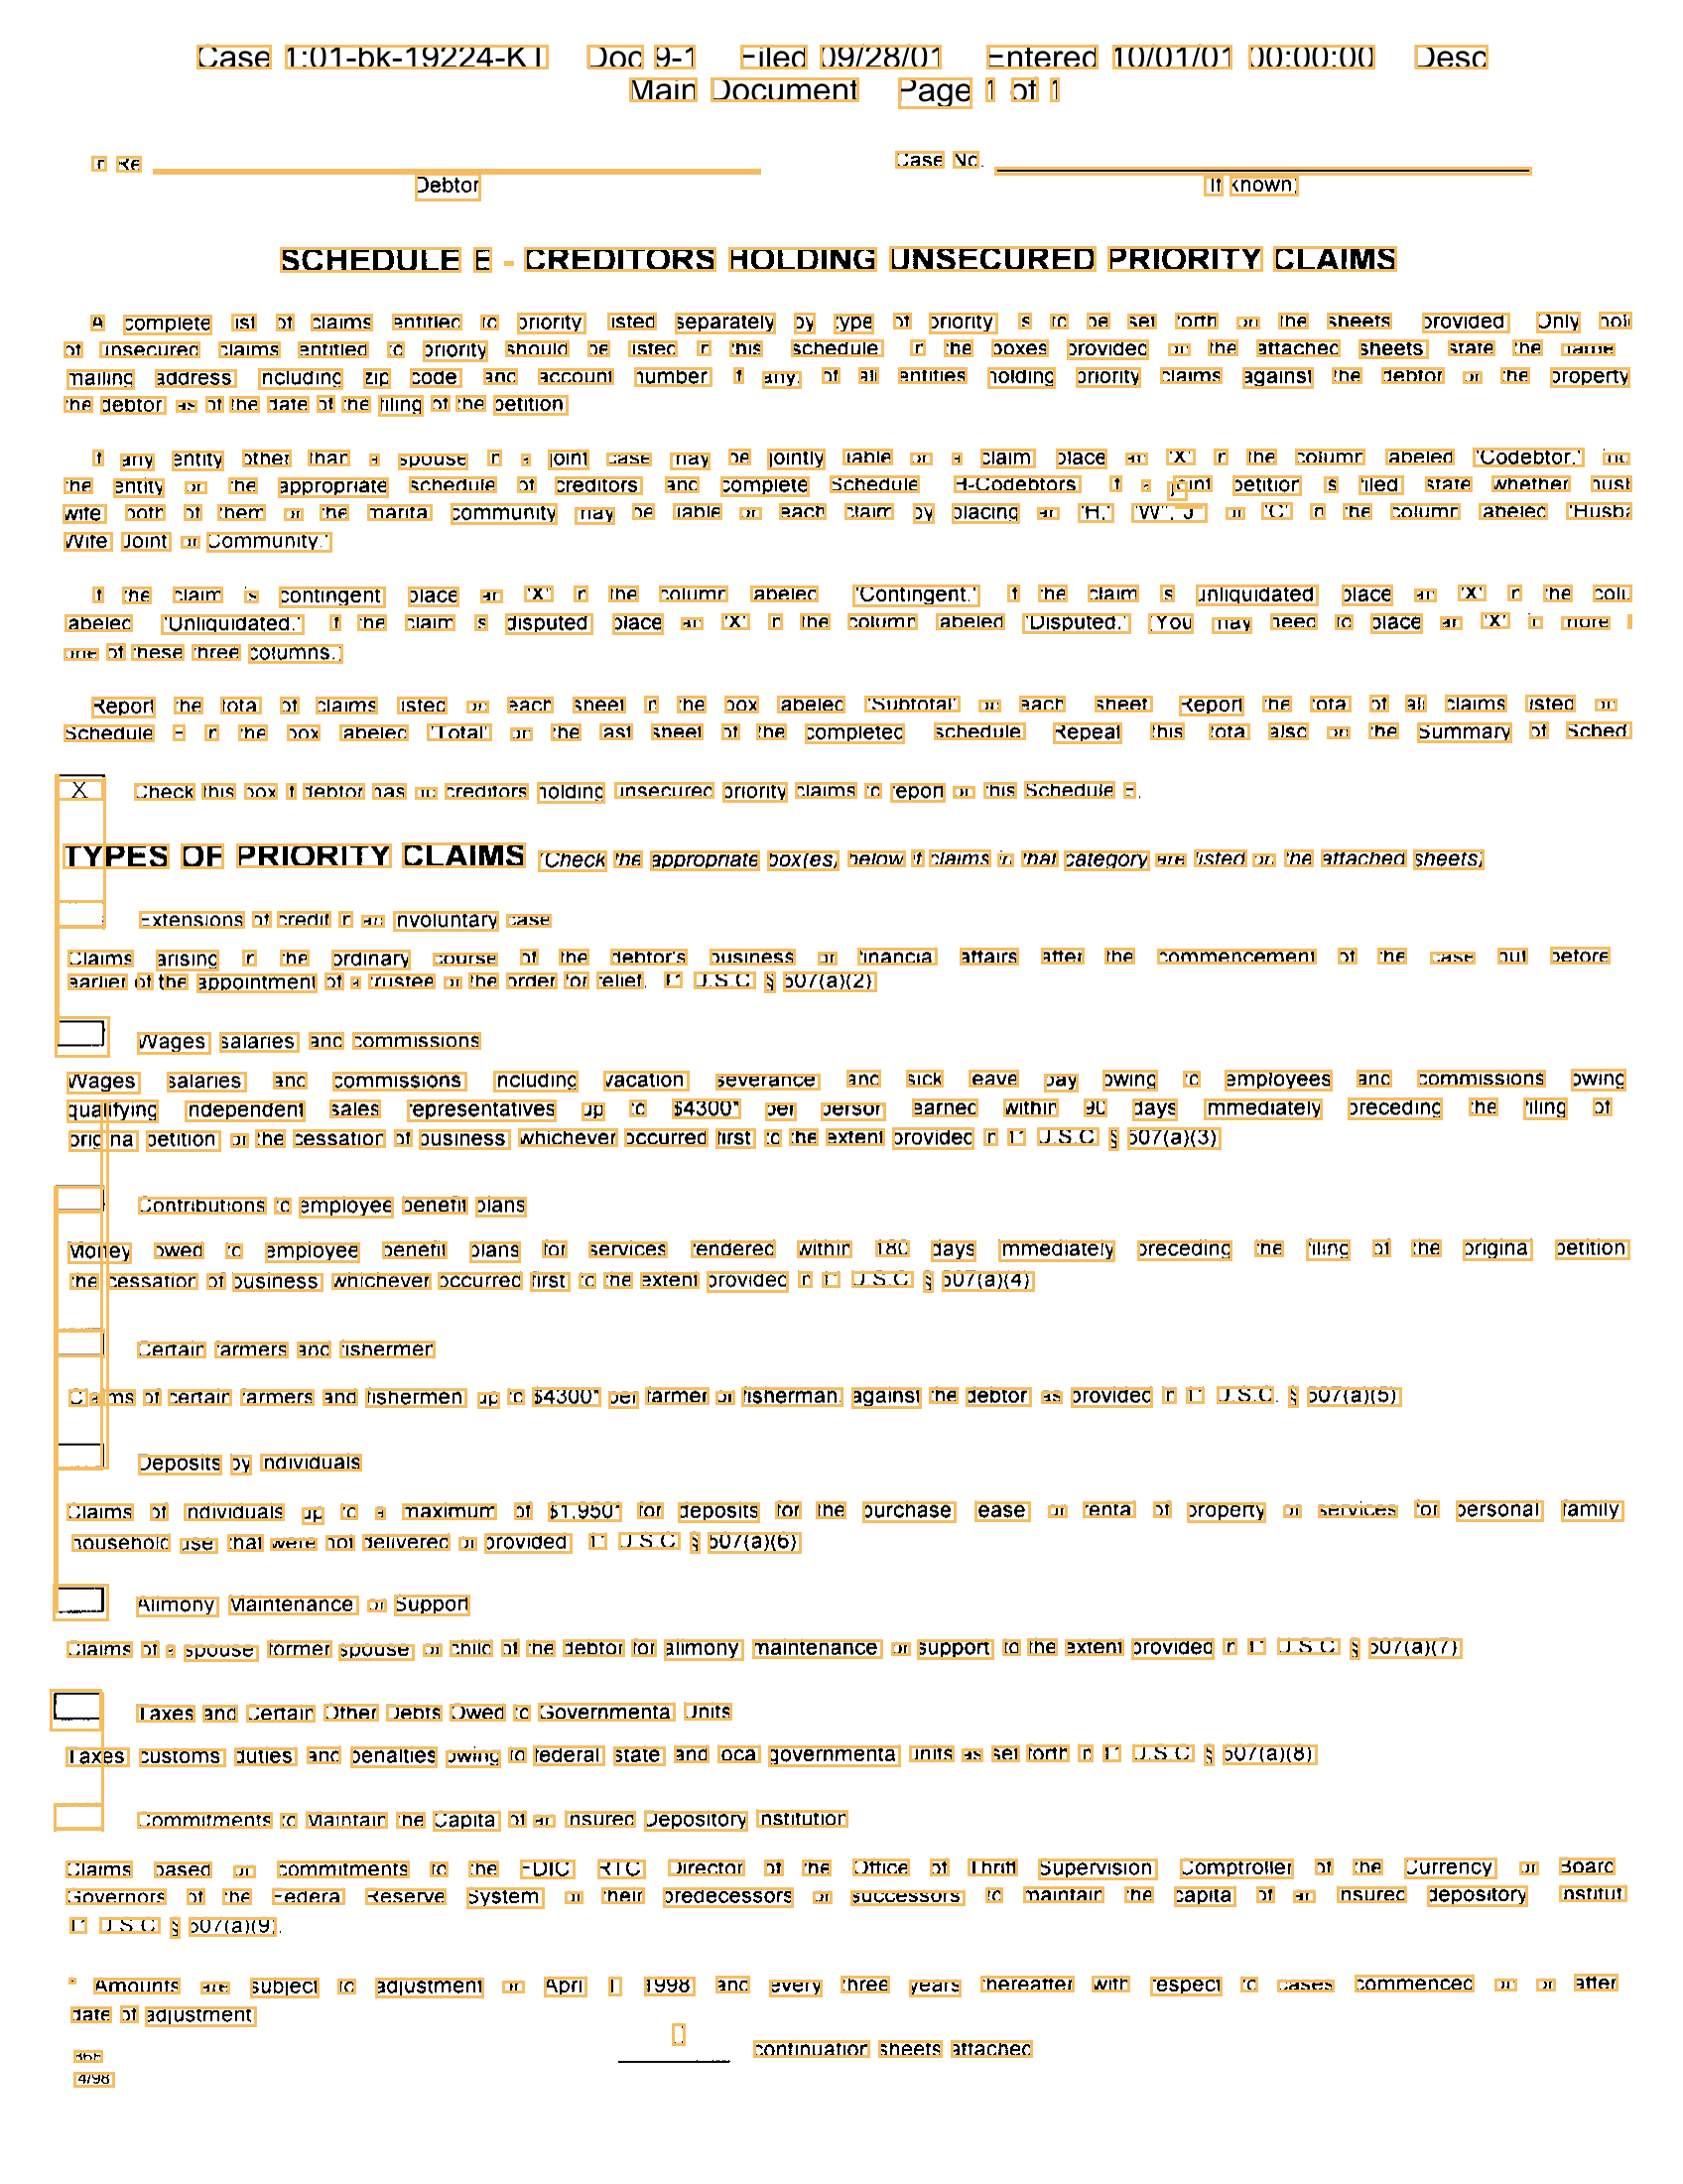 Case 1:01-bk-19224-KT Doc 9-1 Filed 09/28/01 Entered 10/01/01 00:00:00 Desc
Main Document Page 1 of 1
In Re
Case No.
Debtor
(If known)
SCHEDULE E - CREDITORS HOLDING UNSECURED PRIORITY CLAIMS
A complete list of claims entitled to priority, listed separately by type of priority, is to be set forth on the sheets provided. Only
of unsecured claims entitled to priority should be listed in this schedule. In the boxes provided on the attached sheets, state the name
mailing address, including zip code, and account number, if any, of all entities holding priority claims against the debtor or the property
the debtor, as of the date of the filing of the petition.
If any entity other than a spouse in a joint case may be jointly liable on a claim, place an "X" in the column labeled "Codebtor,"
the entity on the appropriate schedule of creditors, and complete Schedule H-Codebtors. If a joint petition is filed, state whether
wife, both of them or the marital community may be liable on each claim by placing an "H," "W", J" or "C" in the column labeled
Wife, Joint, or Community."
If the claim is contingent, place an "X" in the column labeled "Contingent." If the claim is unliquidated, place an "X" in the
labeled "Unliquidated." If the claim is disputed, place an "X" in the column labeled "Disputed." (You may need to place an "X" in more
one of these three columns.)
Report the total of claims listed on each sheet in the box labeled "Subtotal" on each sheet. Report the total of all claims listed on
Schedule E in the box labeled "Total" on the last sheet of the completed schedule. Repeat this total also on the Summary of
X Check this box if debtor has no creditors holding unsecured priority claims to report on this Schedule E.
TYPES OF PRIORITY CLAIMS (Check the appropriate box(es) below if claims in that category are listed on the attached sheets)
Extensions of credit in an involuntary case
Claims arising in the ordinary course of the debtor's business or financial affairs after the commencement of the case but before
earlier of the appointment of a trustee or the order for relief. 11 U.S.C. § 507(a)(2)
Wages, salaries, and commissions
Wages, salaries, and commissions, including vacation, severance, and sick leave pay owing to employees and commissions owing
qualifying independent sales representatives up to $4300* per person, earned within 90 days immediately preceding the filing of
original petition, or the cessation of business, whichever occurred first, to the extent provided in 11 U.S.C. § 507(a)(3)
Contributions to employee benefit plans
Money owed to employee benefit plans for services rendered within 180 days immediately preceding the filing of the original petition
the cessation of business, whichever occurred first, to the extent provided in 11 U.S.C. § 507(a)(4)
Certain farmers and fishermen
Claims of certain farmers and fishermen, up to $4300* per farmer or fisherman, against the debtor, as provided in 11 U.S.C. § 507(a)(5)
Deposits by individuals
Claims of individuals up to a maximum of $1,950* for deposits for the purchase, lease, or rental of property or services for personal, family
household use, that were not delivered or provided. 11 U.S.C. § 507(a)(6)
Alimony, Maintenance, or Support
Claims of a spouse, former spouse, or child of the debtor for alimony, maintenance, or support, to the extent provided in 11 U.S.C. § 507(a)(7)
Taxes and Certain Other Debts Owed to Governmental Units
Taxes, customs, duties, and penalties owing to federal, state, and local governmental units as set forth in 11 U.S.C. § 507(a)(8)
Commitments to Maintain the Capital of an Insured Depository Institution
Claims based on commitments to the FDIC, RTC, Director of the Office of Thrift Supervision, Comptroller of the Currency, or Board
Governors of the Federal Reserve System, or their predecessors or successors, to maintain the capital of an insured depository
11 U.S.C. § 507(a)(9).
* Amounts are subject to adjustment on April 1, 1998, and every three years thereafter with respect to cases commenced on or after
date of adjustment.
continuation sheets attached
B6E
4/98